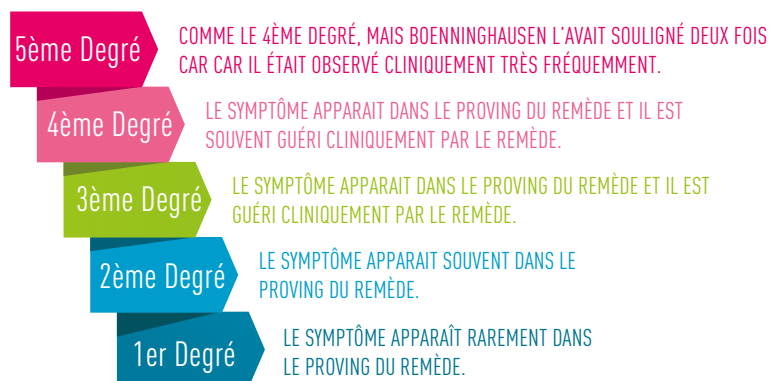 5ème Degré
COMME LE 4ÈME DEGRÉ, MAIS BOENNINGHAUSEN L'AVAIT SOULIGNÉ DEUX FOIS
CAR CAR IL ÉTAIT OBSERVÉ CLINIQUEMENT TRÈS FRÉQUEMMENT.
4ème Degré
LE SYMPTÔME APPARAIT DANS LE PROVING DU REMÈDE ET IL EST
SOUVENT GUÉRI CLINIQUEMENT PAR LE REMÈDE.
3ème Degré
LE SYMPTÔME APPARAIT DANS LE PROVING DU REMÈDE ET IL EST
GUÉRI CLINIQUEMENT PAR LE REMÈDE.
2ème Degré
LE SYMPTÔME APPARAIT SOUVENT DANS LE
PROVING DU REMÈDE.
1er Degré
LE SYMPTÔME APPARAÎT RAREMENT DANS
LE PROVING DU REMÈDE.